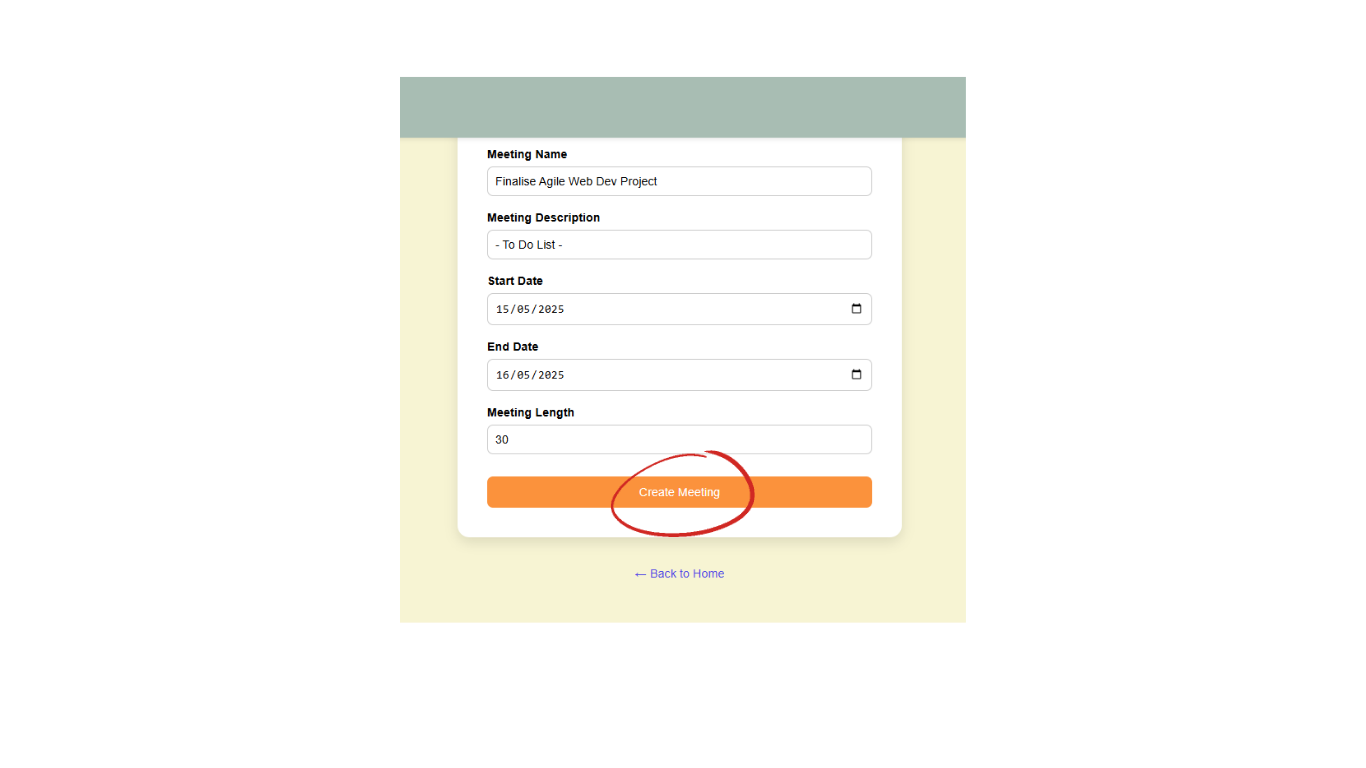 Meeting Name
Finalise Agile Web Dev Project
Meeting Description
- To Do List -
Start Date
15/05/2025
End Date
16/05/2025
Meeting Length
30
Create Meeting
← Back to Home